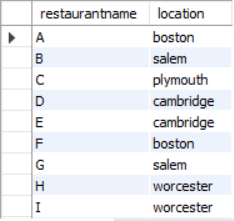 restaurantname location
A boston
B salem
C plymouth
D cambridge
E cambridge
F boston
G salem
H worcester
I worcester